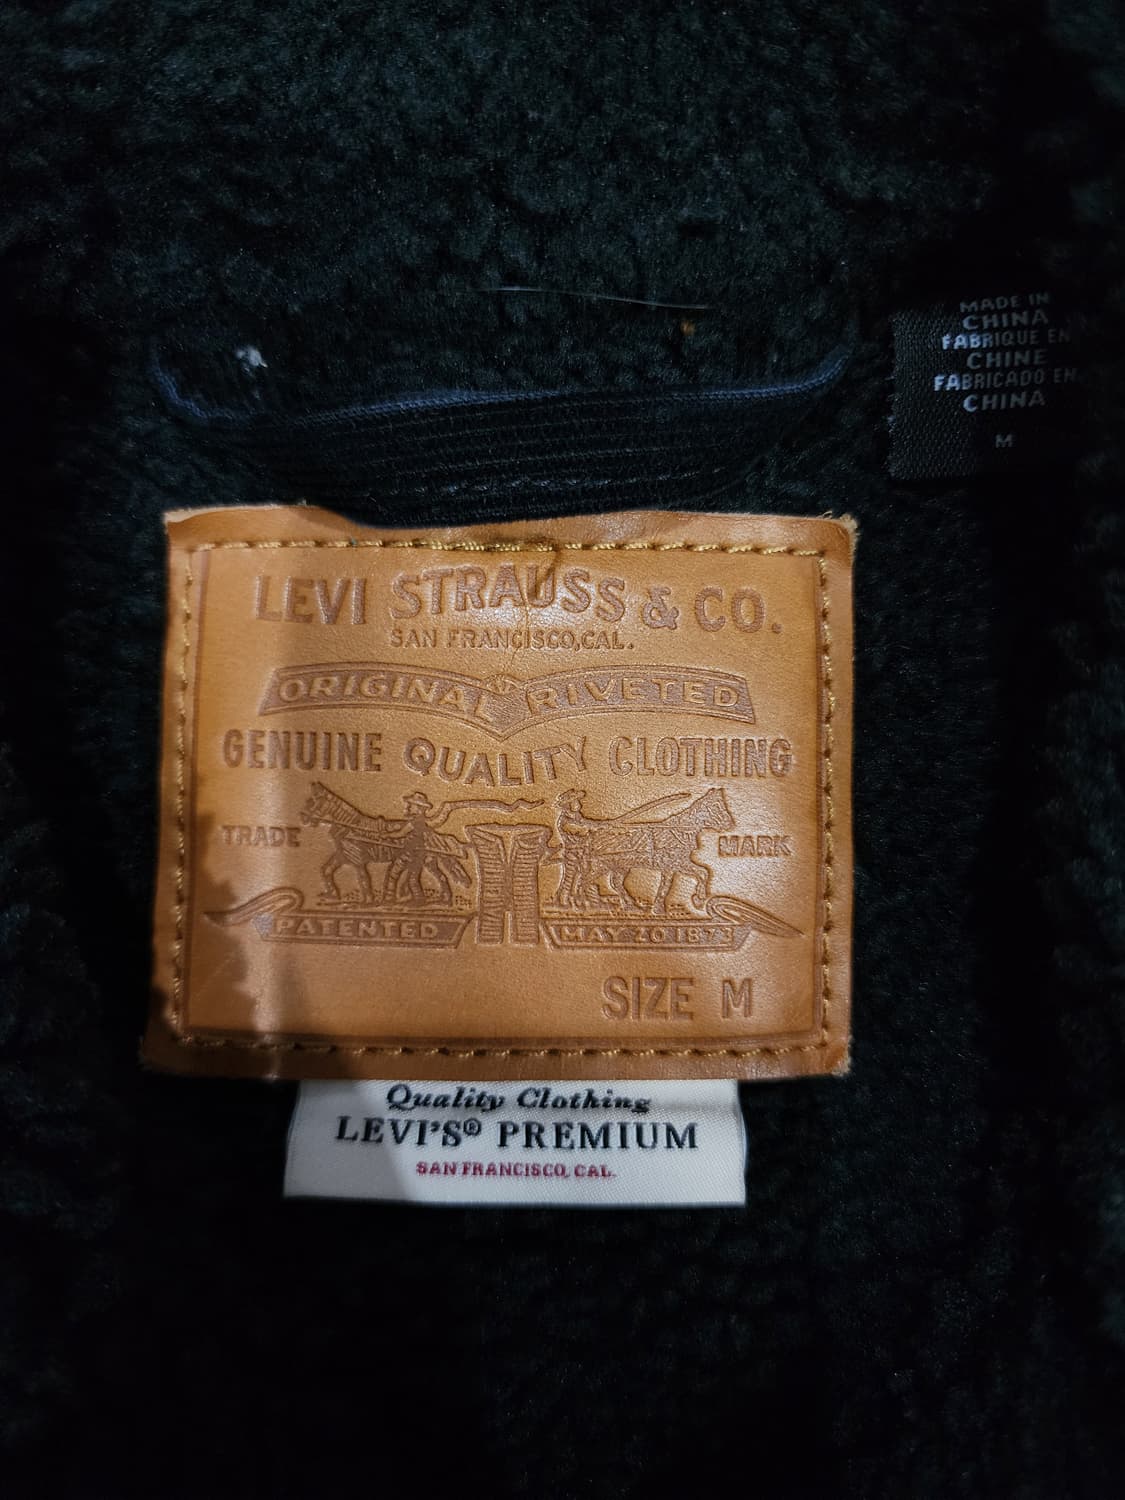 MADE IN
CHINA
FABRIQUE EN
CHINE
FABRICADO EN
CHINA
M
LEVI STRAUSS & CO.
SAN FRANCISCO, CAL.
ORIGINAL RIVETED
GENUINE QUALITY CLOTHING
TRADE MARK
PATENTED MAY 20 1873
SIZE M
Quality Clothing
LEVI'S® PREMIUM
SAN FRANCISCO, CAL.